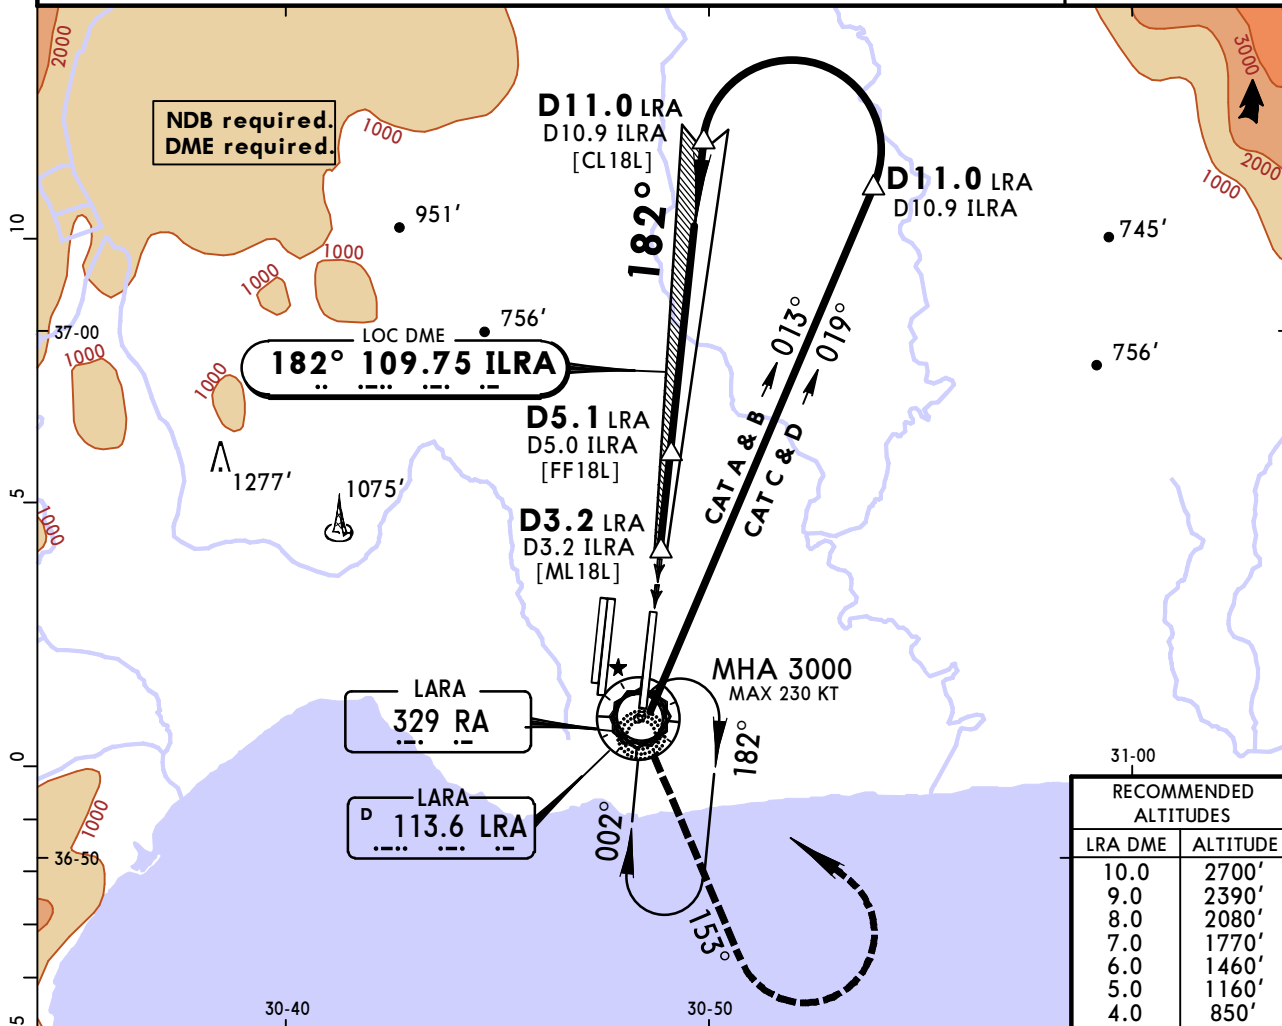 2000
NDB required.
DME required.
1000
D11.0 LRA
D10.9 ILRA
[CL18L]
3000
2000
1000
D11.0 LRA
D10.9 ILRA
182°
951'
745'
10
1000
1000
756'
37-00
LOC DME
182° 109.75 ILRA
1000
1000
013°
019°
756'
D5.1 LRA
D5.0 ILRA
[FF18L]
CAT A & B
CAT C & D
1277'
1075'
5
1000
D3.2 LRA
D3.2 ILRA
[ML18L]
MHA 3000
MAX 230 KT
LARA
329 RA
182°
0
31-00
LARA
D 113.6 LRA
002°
1000
36-50
153°
RECOMMENDED
ALTITUDES
LRA DME ALTITUDE
10.0 2700'
9.0 2390'
8.0 2080'
7.0 1770'
6.0 1460'
5.0 1160'
4.0 850'
30-40
30-50
5